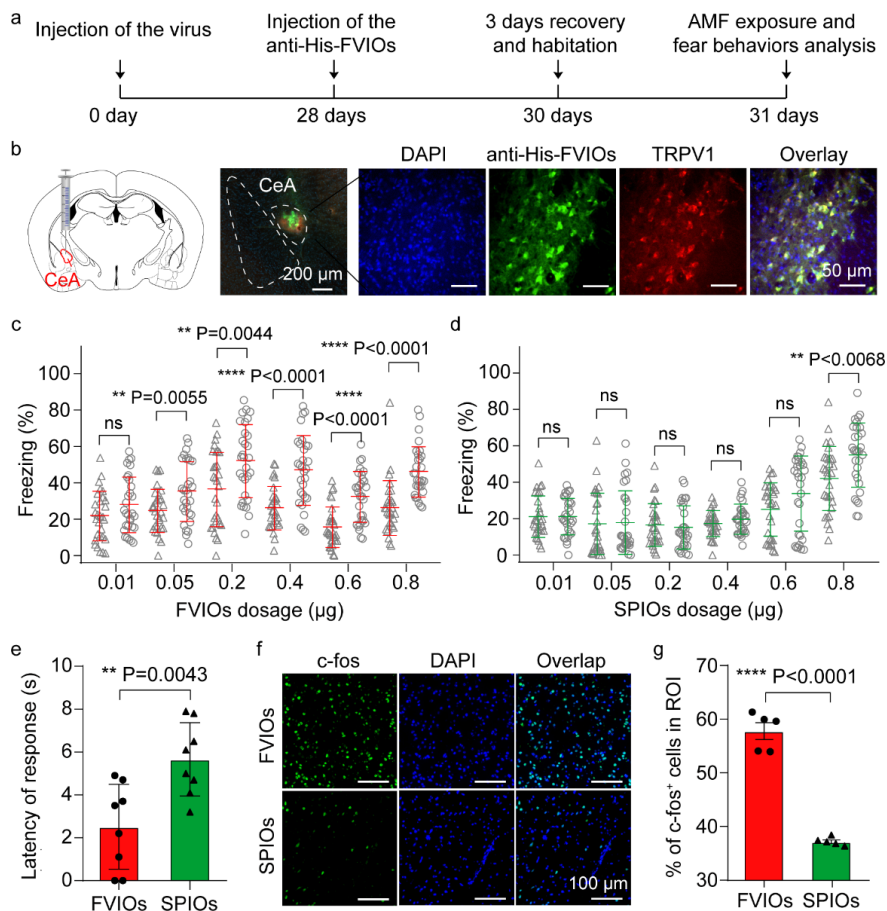 a
Injection of the virus
Injection of the
anti-His-FVIOs
3 days recovery
and habitation
AMF exposure and
fear behaviors analysis
0 day
28 days
30 days
31 days
b
CeA
CeA
200 µm
DAPI
anti-His-FVIOs
TRPV1
Overlay
50 µm
c
Freezing (%)
100
80
60
40
20
0
ns
** P=0.0055
** P=0.0044
**** P<0.0001
****
P<0.0001
**** P<0.0001
0.01
0.05
0.2
0.4
0.6
0.8
FVIOs dosage (µg)
d
Freezing (%)
100
80
60
40
20
0
ns
ns
ns
ns
ns
** P<0.0068
0.01
0.05
0.2
0.4
0.6
0.8
SPIOs dosage (µg)
e
Latency of response (s)
10
8
6
4
2
0
** P=0.0043
FVIOs
SPIOs
f
c-fos
DAPI
Overlap
FVIOs
SPIOs
100 µm
g
% of c-fos⁺ cells in ROI
70
60
50
40
30
**** P<0.0001
FVIOs
SPIOs